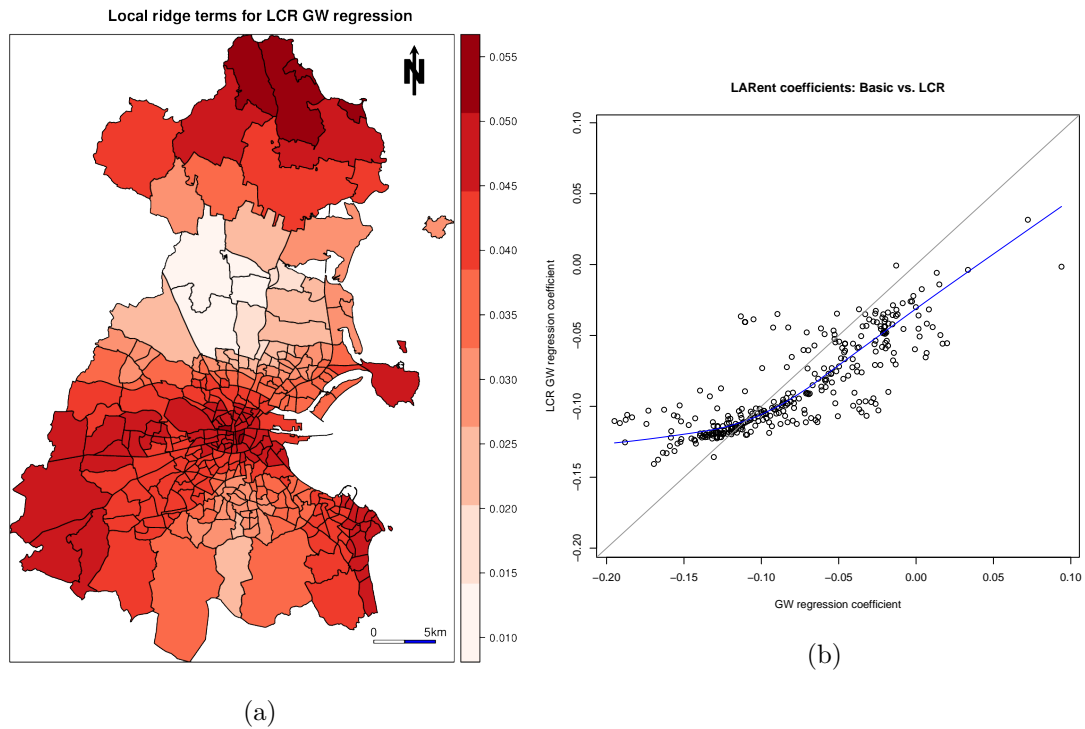 Local ridge terms for LCR GW regression
N
0.055
0.050
0.045
0.040
0.035
0.030
0.025
0.020
0.015
0.010
0 5km
(a)
LARent coefficients: Basic vs. LCR
LCR GW regression coefficient
0.10
0.05
0.00
−0.05
−0.10
−0.15
−0.20
−0.20 −0.15 −0.10 −0.05 0.00 0.05 0.10
GW regression coefficient
(b)